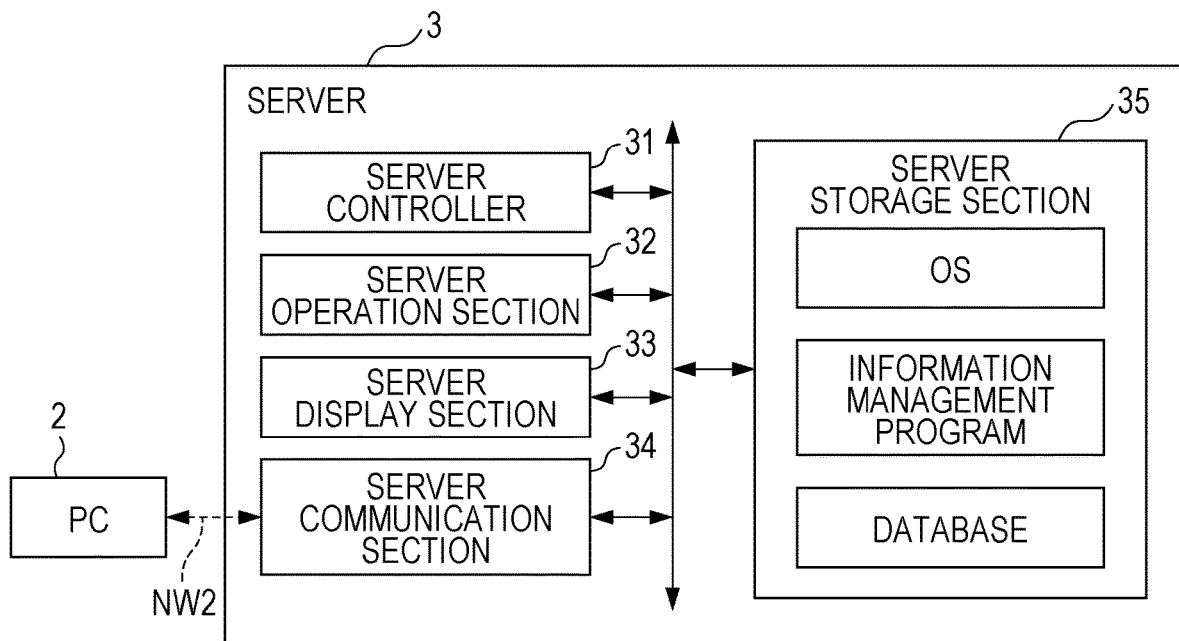 3
SERVER
31
SERVER
CONTROLLER
32
SERVER
OPERATION SECTION
33
SERVER
DISPLAY SECTION
34
SERVER
COMMUNICATION
SECTION
2
PC
NW2
35
SERVER
STORAGE SECTION
OS
INFORMATION
MANAGEMENT
PROGRAM
DATABASE